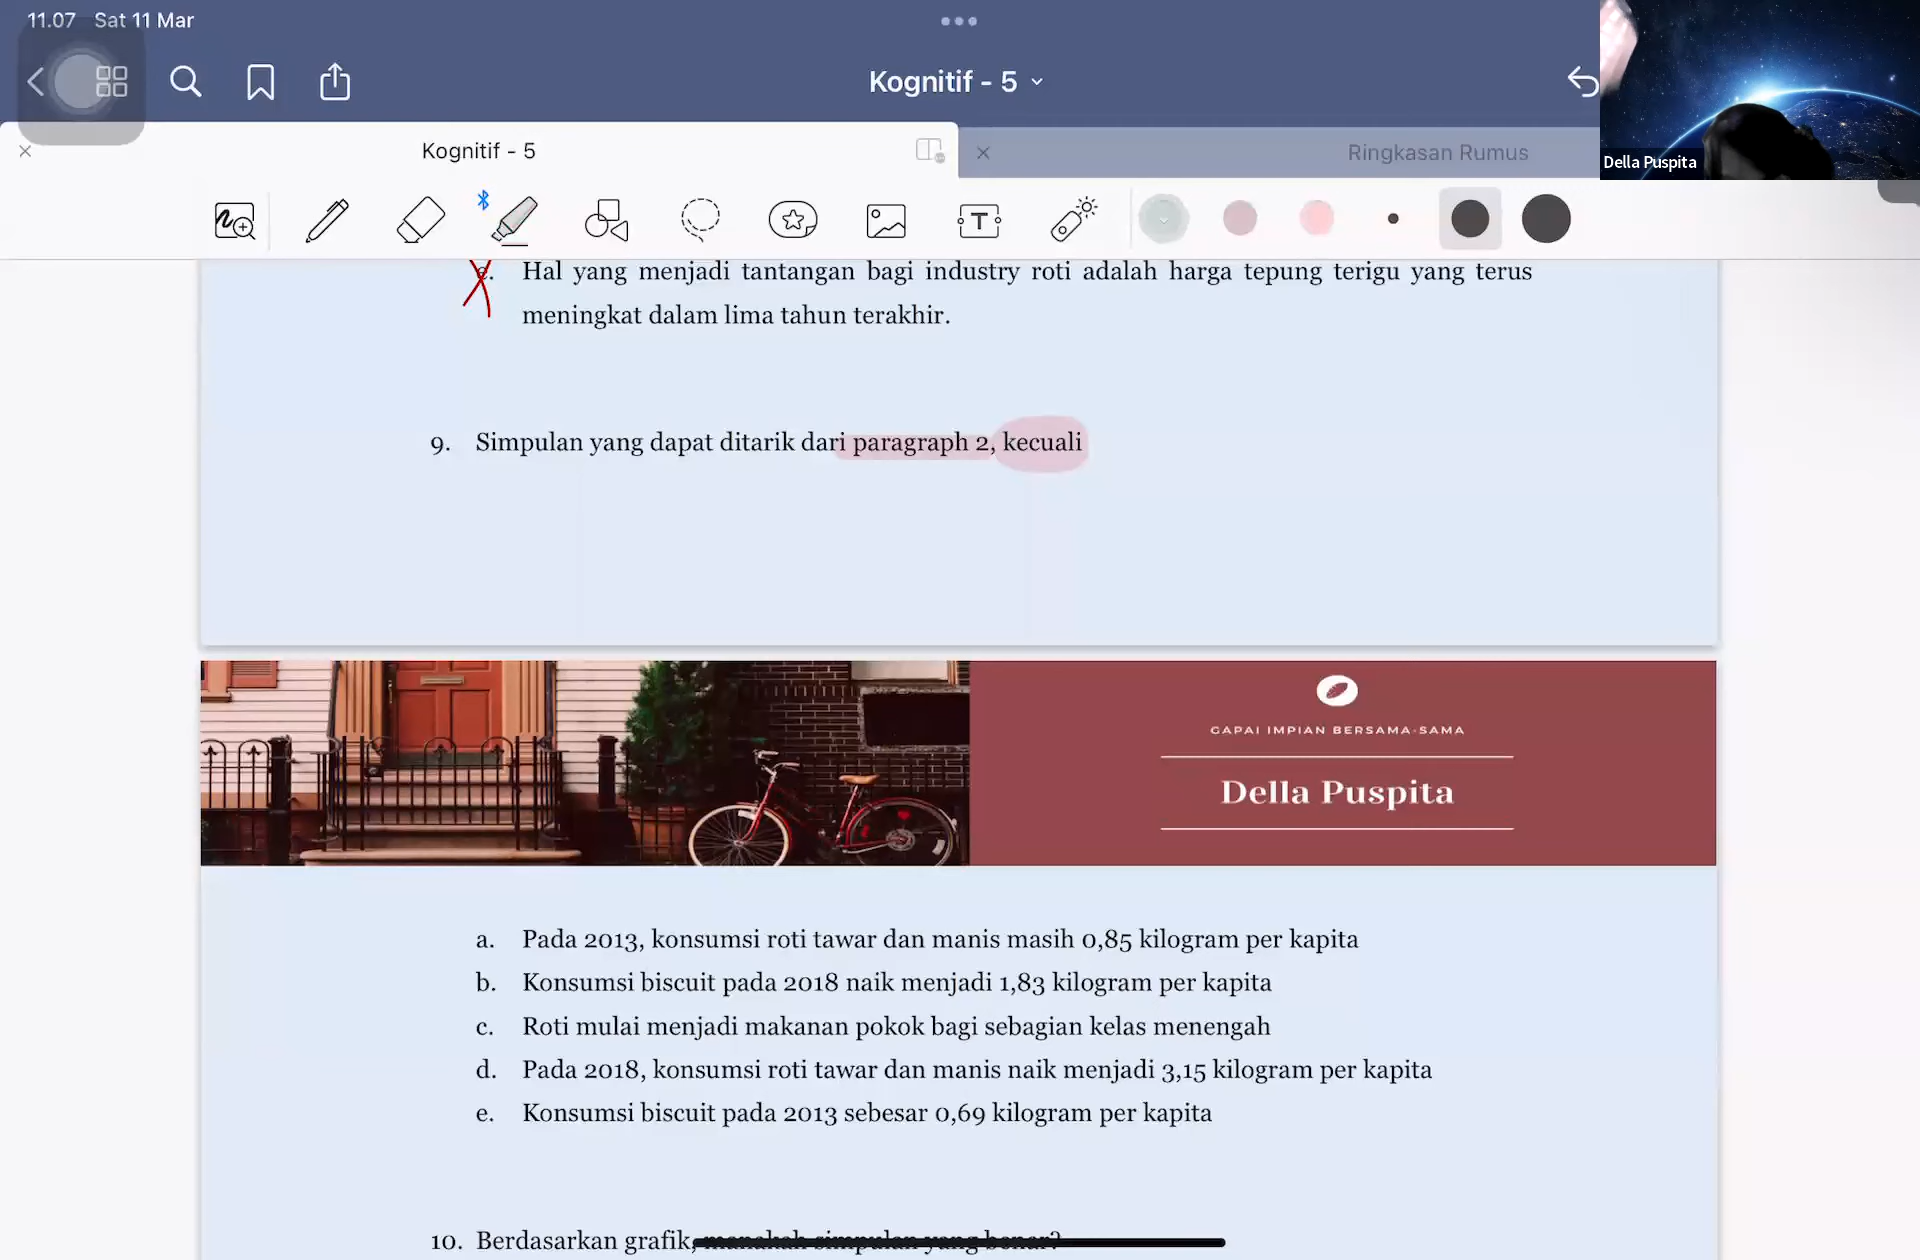 11.07 Sat 11 Mar
Kognitif - 5
Kognitif - 5
Ringkasan Rumus
Della Puspita
T
e. Hal yang menjadi tantangan bagi industry roti adalah harga tepung terigu yang terus
meningkat dalam lima tahun terakhir.
9. Simpulan yang dapat ditarik dari paragraph 2, kecuali
GAPAI IMPIAN BERSAMA-SAMA
Della Puspita
a. Pada 2013, konsumsi roti tawar dan manis masih 0,85 kilogram per kapita
b. Konsumsi biscuit pada 2018 naik menjadi 1,83 kilogram per kapita
c. Roti mulai menjadi makanan pokok bagi sebagian kelas menengah
d. Pada 2018, konsumsi roti tawar dan manis naik menjadi 3,15 kilogram per kapita
e. Konsumsi biscuit pada 2013 sebesar 0,69 kilogram per kapita
10. Berdasarkan grafik, manakah simpulan yang benar?